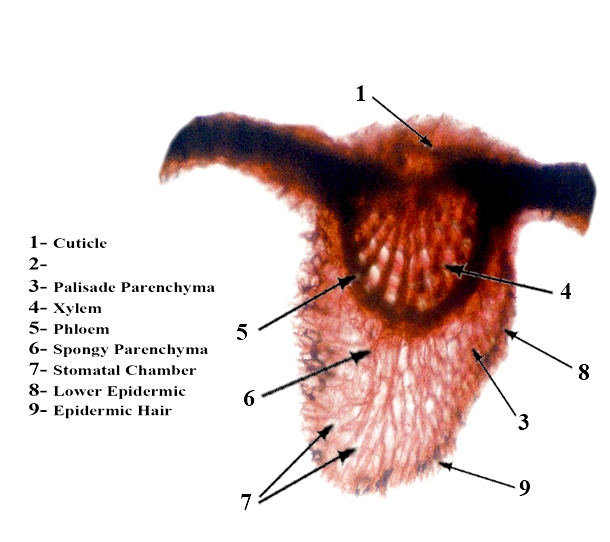 1
1- Cuticle
2-
3- Palisade Parenchyma
4- Xylem
5- Phloem
6- Spongy Parenchyma
7- Stomatal Chamber
8- Lower Epidermic
9- Epidermic Hair
4
5
8
6
3
9
7